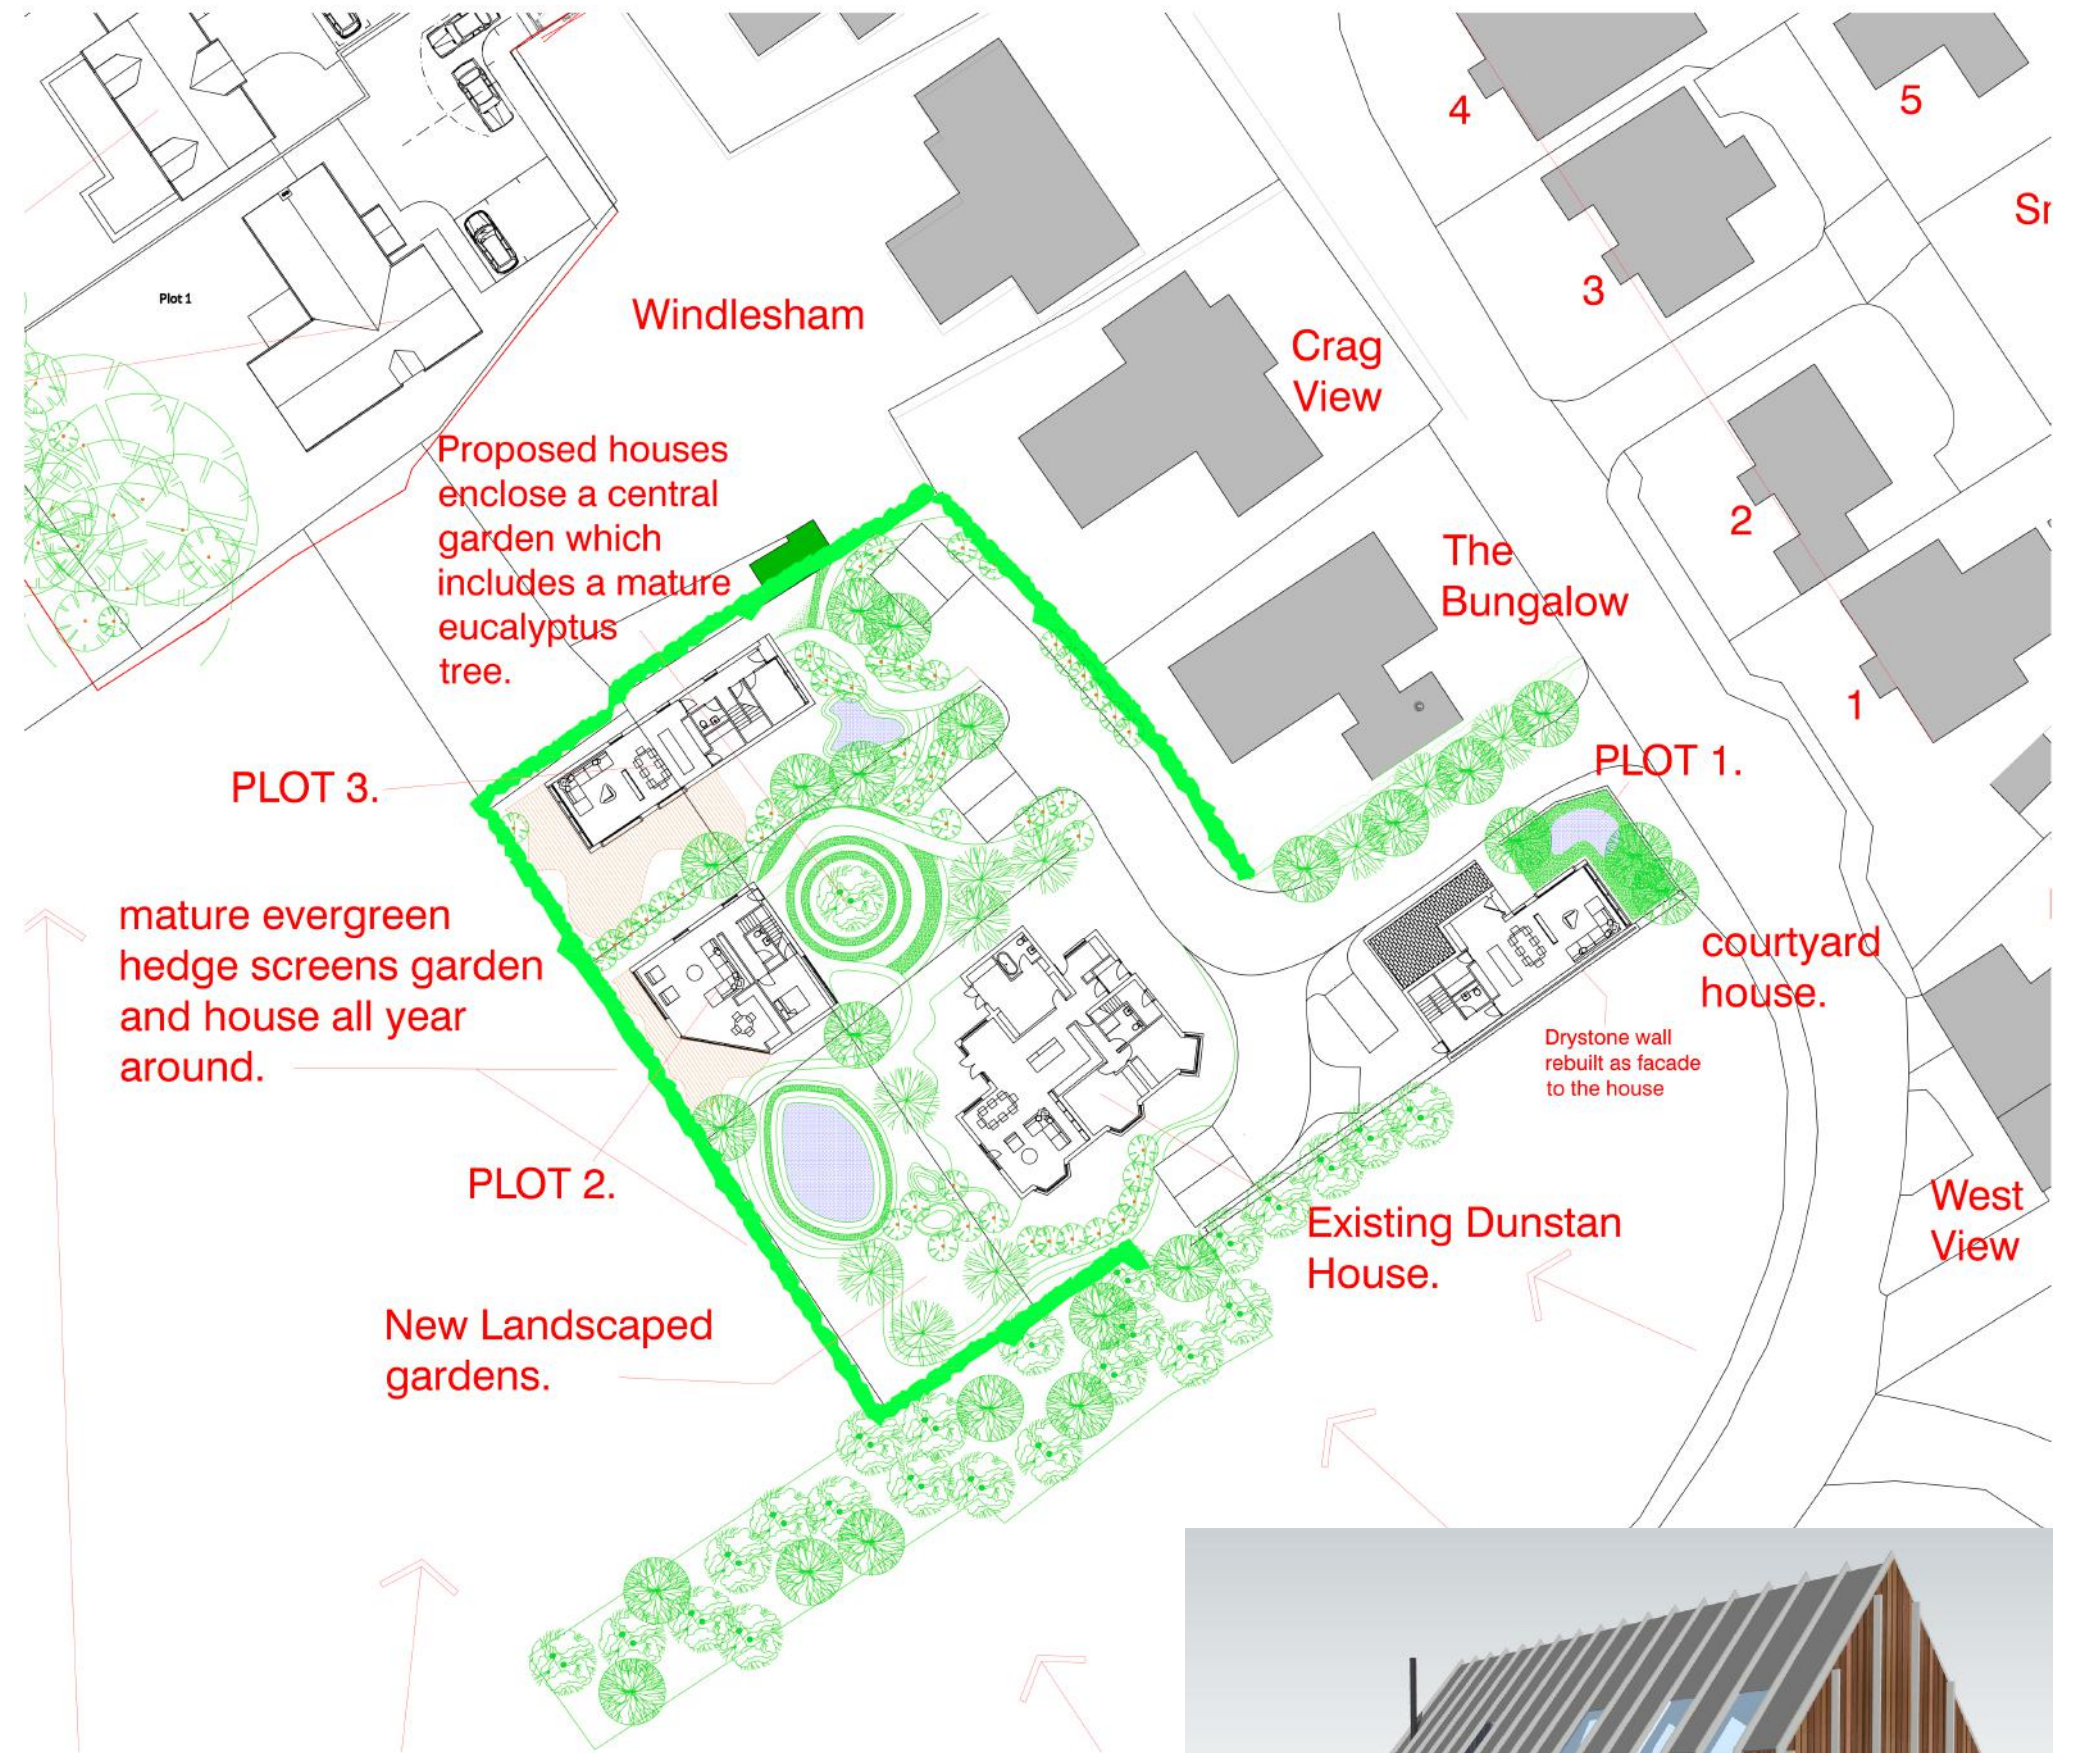 4
5
Sr
3
Plot 1
Windlesham
Crag
View
Proposed houses
enclose a central
garden which
includes a mature
eucalyptus
tree.
2
The
Bungalow
1
PLOT 1.
PLOT 3.
mature evergreen
hedge screens garden
and house all year
around.
courtyard
house.
Drystone wall
rebuilt as facade
to the house
PLOT 2.
West
View
Existing Dunstan
House.
New Landscaped
gardens.